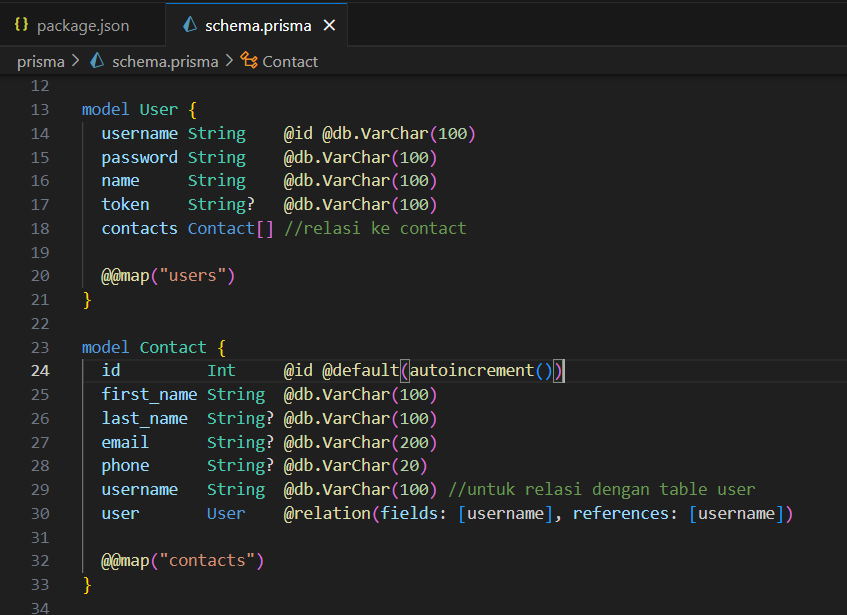 {} package.json schema.prisma ×
prisma > schema.prisma > Contact
12
13 model User {
14   username String    @id @db.VarChar(100)
15   password String    @db.VarChar(100)
16   name     String    @db.VarChar(100)
17   token    String?   @db.VarChar(100)
18   contacts Contact[] //relasi ke contact
19
20   @@map("users")
21 }
22
23 model Contact {
24   id         Int     @id @default(autoincrement())
25   first_name String  @db.VarChar(100)
26   last_name  String? @db.VarChar(100)
27   email      String? @db.VarChar(200)
28   phone      String? @db.VarChar(20)
29   username   String  @db.VarChar(100) //untuk relasi dengan table user
30   user       User    @relation(fields: [username], references: [username])
31
32   @@map("contacts")
33 }
34